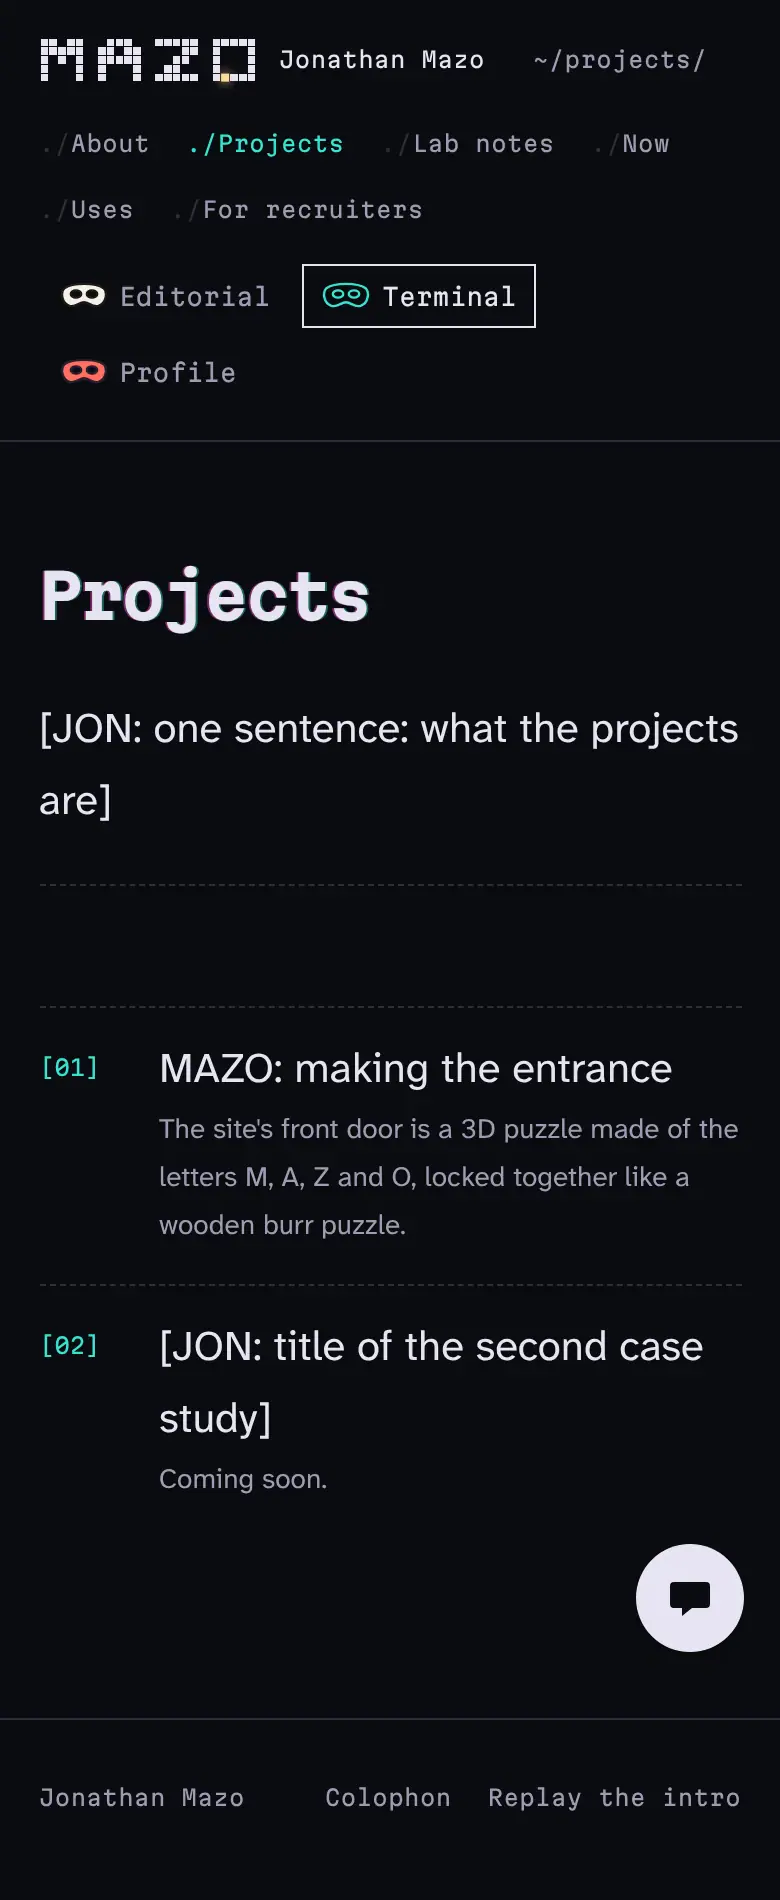 MAZO Jonathan Mazo ~/projects/
./About ./Projects ./Lab notes ./Now
./Uses ./For recruiters
Editorial Terminal
Profile
Projects
[JON: one sentence: what the projects
are]
[01] MAZO: making the entrance
The site's front door is a 3D puzzle made of the
letters M, A, Z and O, locked together like a
wooden burr puzzle.
[02] [JON: title of the second case
study]
Coming soon.
Jonathan Mazo Colophon Replay the intro